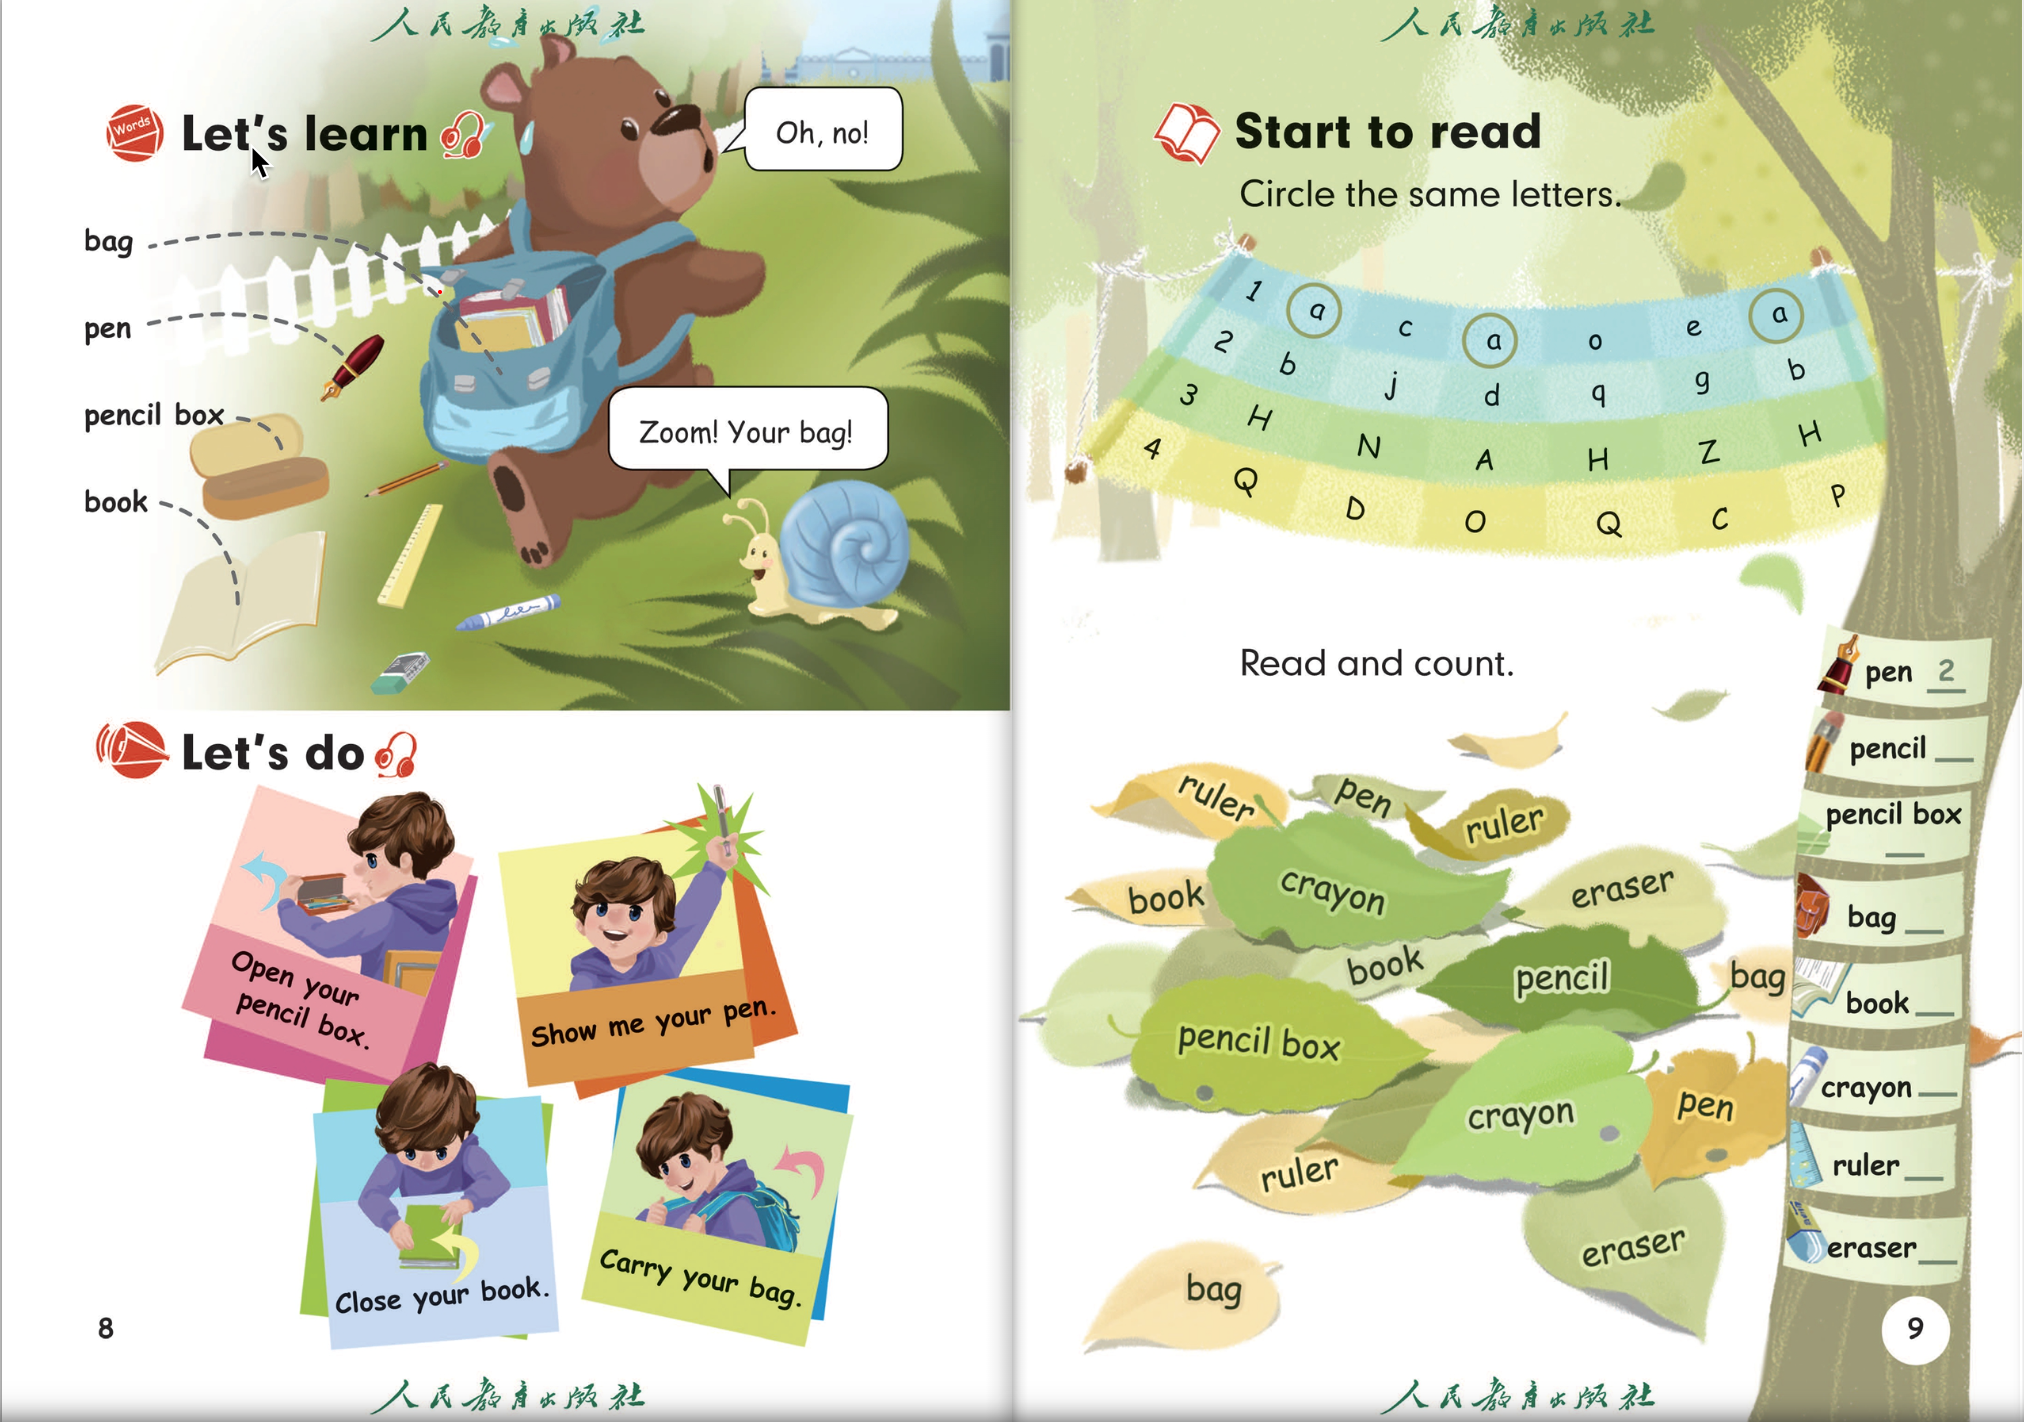 人民教育出版社
Words
Let's learn
Oh, no!
bag
pen
pencil box
book
Zoom! Your bag!
Let's do
Open your
pencil box.
Show me your pen.
Close your book.
Carry your bag.
8
人民教育出版社
人民教育出版社
Start to read
Circle the same letters.
1 a c a o e a
2 b j d q g b
3 H N A H Z H
4 Q D O Q C P
Read and count.
ruler
pen
ruler
book
crayon
eraser
book
pencil
bag
pencil box
crayon
pen
ruler
eraser
bag
pen 2
pencil __
pencil box
__
bag __
book __
crayon __
ruler __
eraser __
9
人民教育出版社